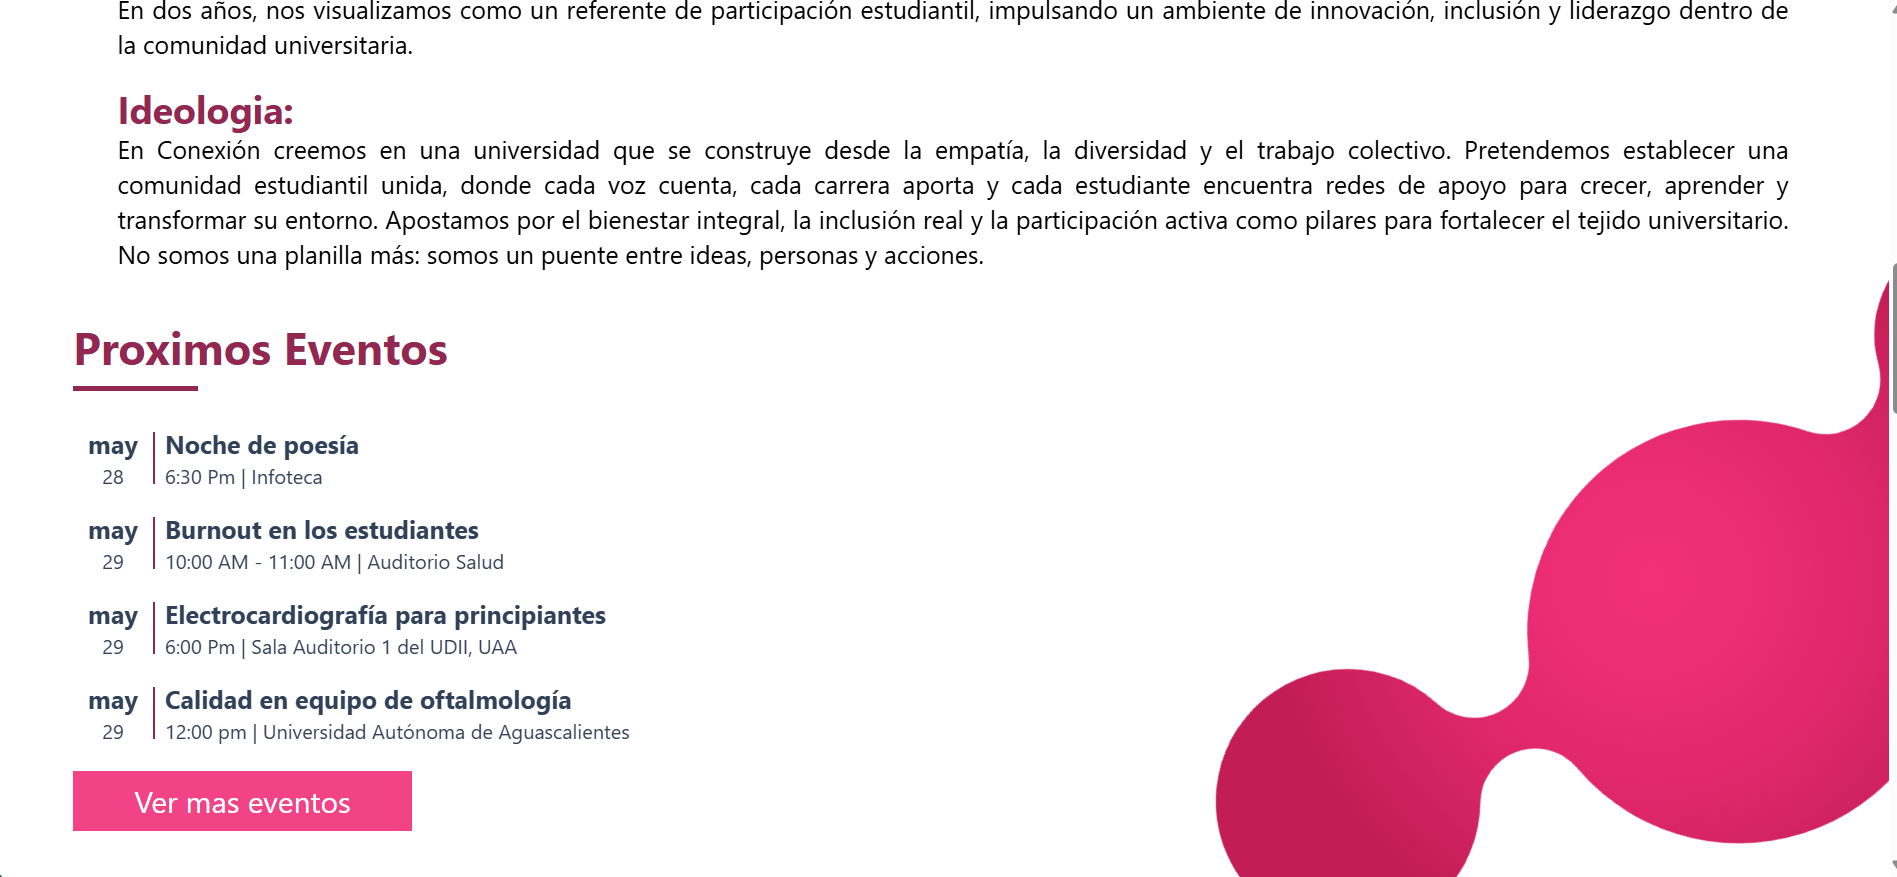 En dos años, nos visualizamos como un referente de participación estudiantil, impulsando un ambiente de innovación, inclusión y liderazgo dentro de
la comunidad universitaria.
Ideologia:
En Conexión creemos en una universidad que se construye desde la empatía, la diversidad y el trabajo colectivo. Pretendemos establecer una
comunidad estudiantil unida, donde cada voz cuenta, cada carrera aporta y cada estudiante encuentra redes de apoyo para crecer, aprender y
transformar su entorno. Apostamos por el bienestar integral, la inclusión real y la participación activa como pilares para fortalecer el tejido universitario.
No somos una planilla más: somos un puente entre ideas, personas y acciones.
Proximos Eventos
may
28
Noche de poesía
6:30 Pm | Infoteca
may
29
Burnout en los estudiantes
10:00 AM - 11:00 AM | Auditorio Salud
may
29
Electrocardiografía para principiantes
6:00 Pm | Sala Auditorio 1 del UDII, UAA
may
29
Calidad en equipo de oftalmología
12:00 pm | Universidad Autónoma de Aguascalientes
Ver mas eventos